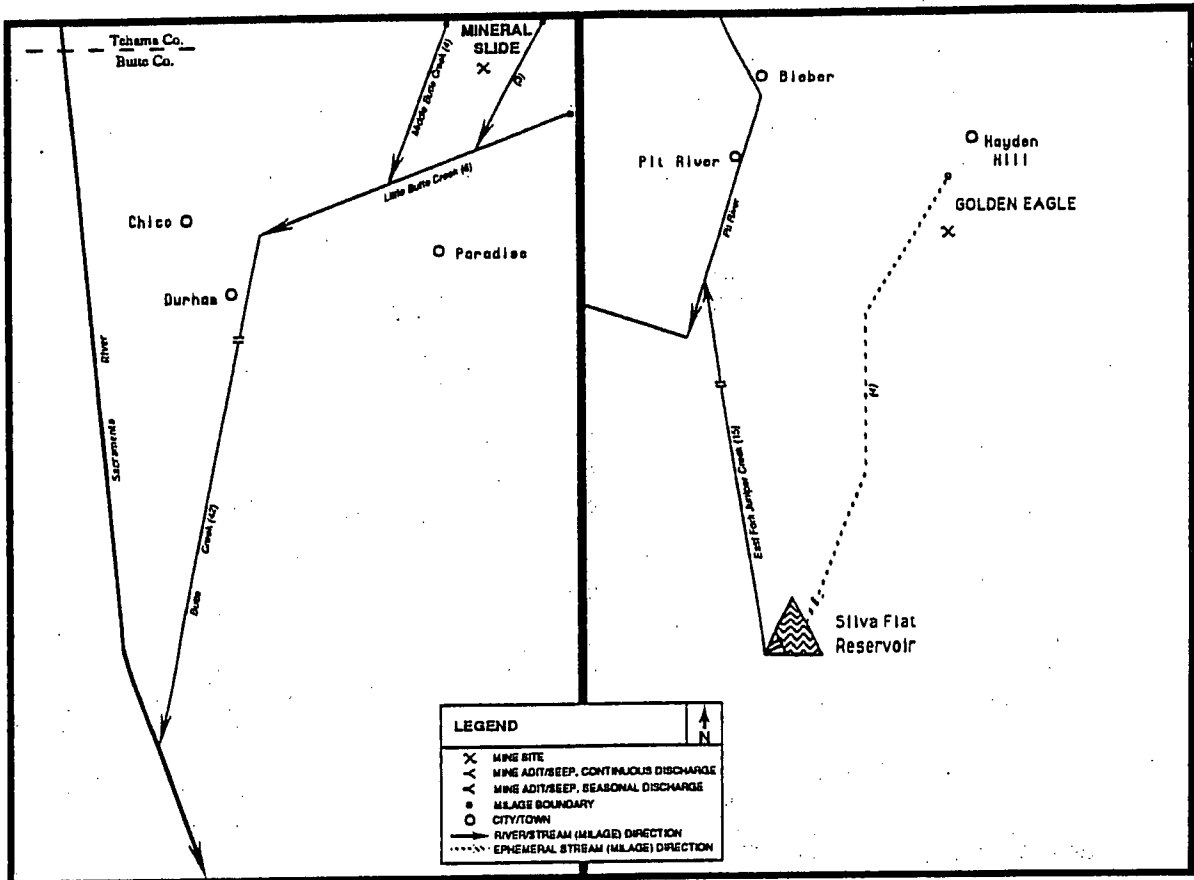 Tehama Co.
Butte Co.
MINERAL
SLIDE
Middle Butte Creek (4)
(3)
Little Butte Creek (6)
Chico
Paradise
Durham
River
Sacramento
Butte
Creek (42)
Bieber
Pit River
Pit River
Hayden
Hill
GOLDEN EAGLE
(4)
East Fork Juniper Creek (15)
Silva Flat
Reservoir
LEGEND
N
MINE SITE
MINE ADIT/SEEP, CONTINUOUS DISCHARGE
MINE ADIT/SEEP, SEASONAL DISCHARGE
MILAGE BOUNDARY
CITY/TOWN
RIVER/STREAM (MILAGE) DIRECTION
EPHEMERAL STREAM (MILAGE) DIRECTION